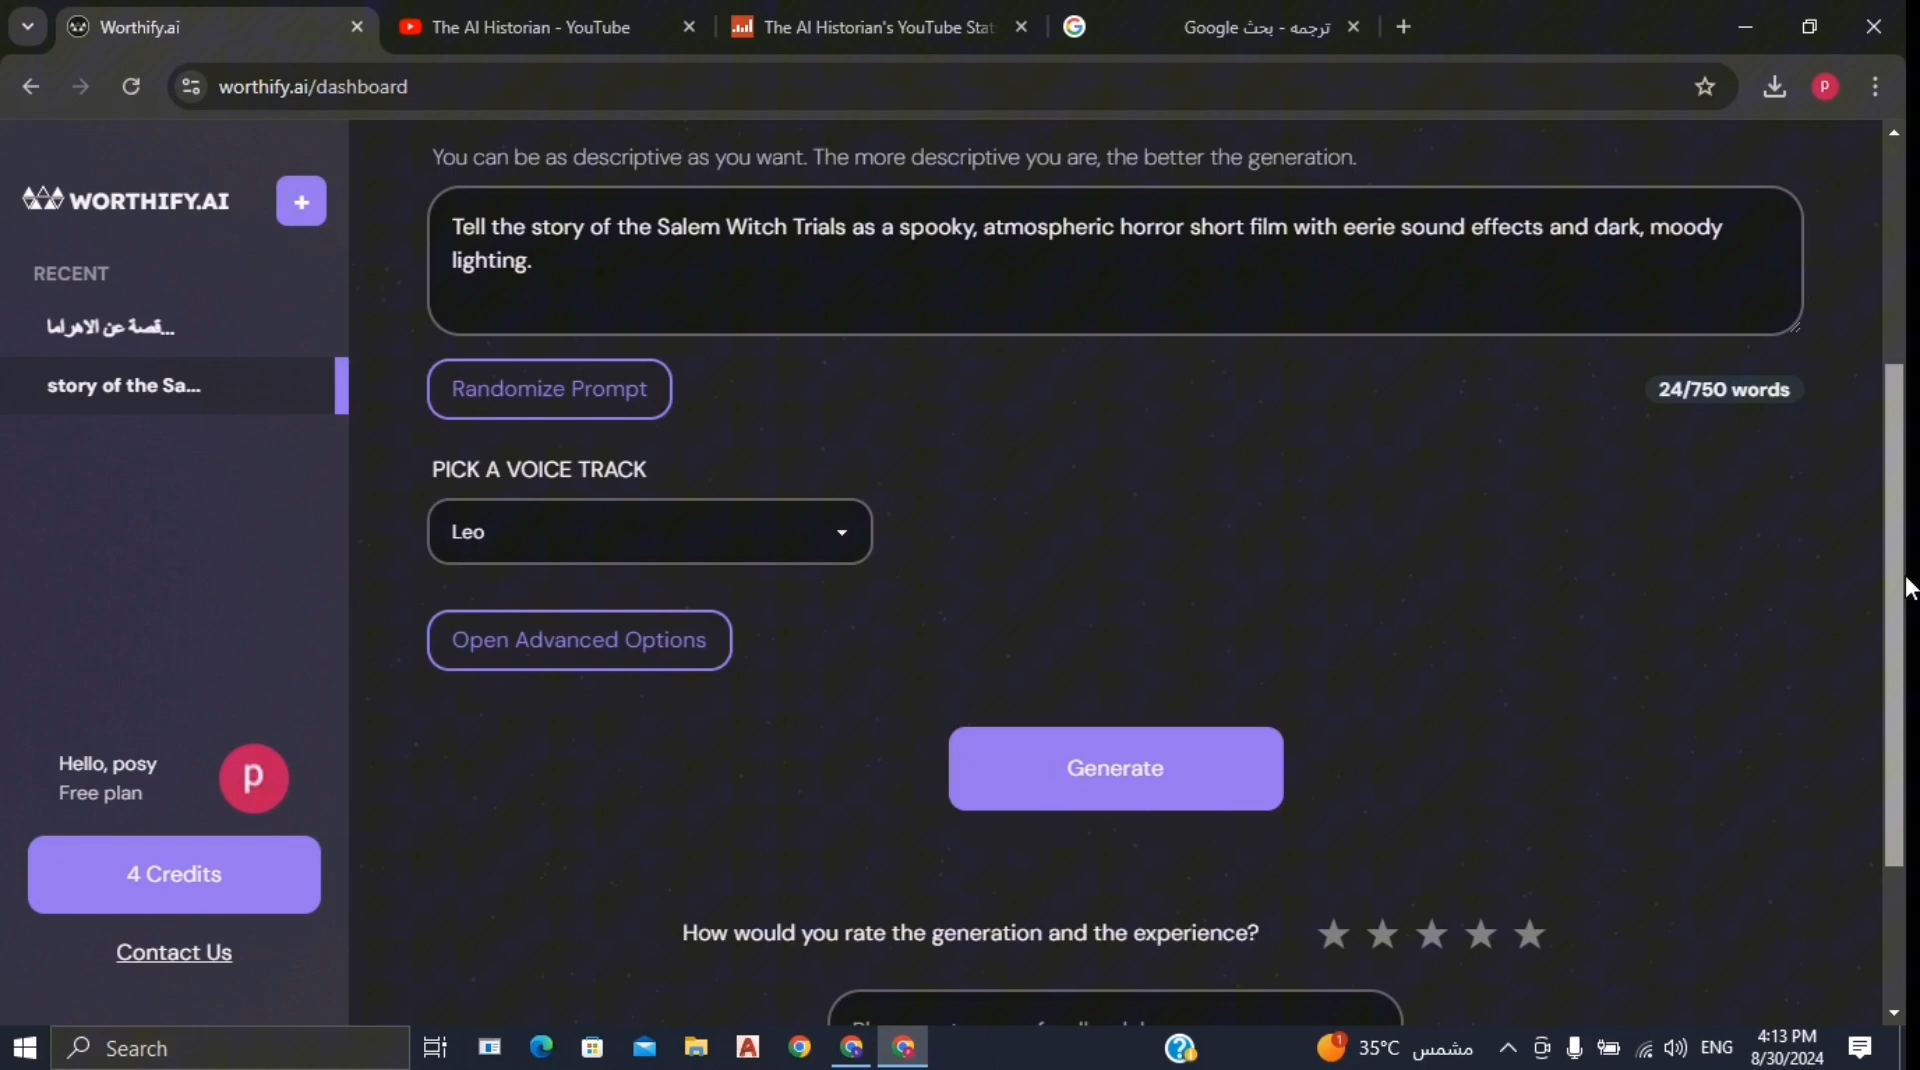 Worthify.ai
The AI Historian - YouTube
The AI Historian's YouTube Stat
ترجمه - بحث Google
worthify.ai/dashboard
p
WORTHIFY.AI
+
RECENT
قصة عن الاهراما...
story of the Sa...
Hello, posy
Free plan
p
4 Credits
Contact Us
You can be as descriptive as you want. The more descriptive you are, the better the generation.
Tell the story of the Salem Witch Trials as a spooky, atmospheric horror short film with eerie sound effects and dark, moody
lighting.
Randomize Prompt
24/750 words
PICK A VOICE TRACK
Leo
Open Advanced Options
Generate
How would you rate the generation and the experience?
Search
1
35°C مشمس
ENG
4:13 PM
8/30/2024